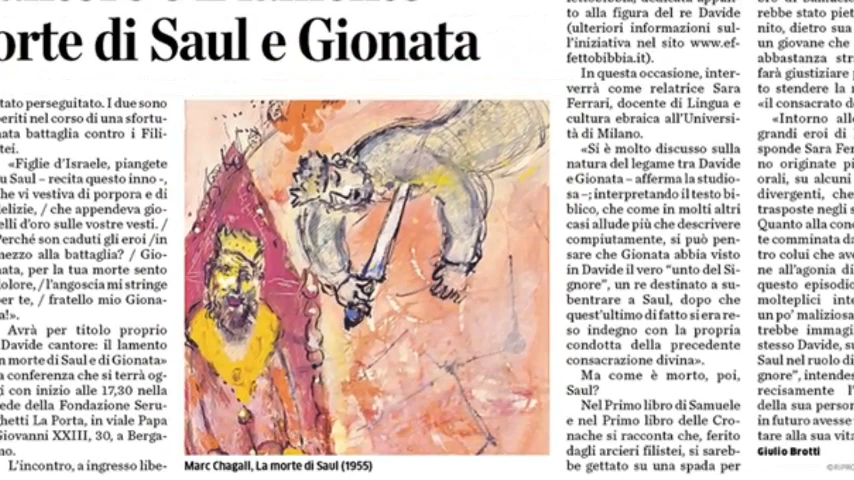 orte di Saul e Gionata
tato perseguitato. I due sono
periti nel corso di una sfortu-
nata battaglia contro i Fili-
tei.
«Figlie d'Israele, piangete
su Saul – recita questo inno -,
che vi vestiva di porpora e di
delizie, / che appendeva gio-
elli d'oro sulle vostre vesti. /
Perché son caduti gli eroi /in
mezzo alla battaglia? / Gio-
nata, per la tua morte sento
dolore, /l'angoscia mi stringe
per te, / fratello mio Giona-
a!».
Avrà per titolo proprio
Davide cantore: il lamento
n morte di Saul e di Gionata»
a conferenza che si terrà og-
gi con inizio alle 17,30 nella
ede della Fondazione Seru-
ghetti La Porta, in viale Papa
Giovanni XXIII, 30, a Berga-
mo.
L'incontro, a ingresso libe-
Marc Chagall, La morte di Saul (1955)
to alla figura del re Davide
(ulteriori informazioni sul-
l'iniziativa nel sito www.ef-
fettobibbia.it).
In questa occasione, inter-
verrà come relatrice Sara
Ferrari, docente di Lingua e
cultura ebraica all'Universi-
tà di Milano.
«Si è molto discusso sulla
natura del legame tra Davide
e Gionata – afferma la studio-
sa –; interpretando il testo bi-
blico, che come in molti altri
casi allude più che descrivere
compiutamente, si può pen-
sare che Gionata abbia visto
in Davide il vero "unto del Si-
gnore", un re destinato a su-
bentrare a Saul, dopo che
quest'ultimo di fatto si era re-
so indegno con la propria
condotta della precedente
consacrazione divina».
Ma come è morto, poi,
Saul?
Nel Primo libro di Samuele
e nel Primo libro delle Cro-
nache si racconta che, ferito
dagli arcieri filistei, si sareb-
be gettato su una spada per
rebbe stato piet
nito, dietro sua
un giovane che
abbastanza str
farà giustiziare p
to stendere la m
«il consacrato d
«Intorno all
grandi eroi di
sponde Sara Fer
no originate pi
orali, su alcuni
divergenti, che
trasposte negli s
Quanto alla con
te comminata d
tro colui che av
ne all'agonia di
questo episodio
molteplici inte
un po' maliziosa
trebbe immagi
stesso Davide, su
Saul nel ruolo di
gnore", intendes
recisamente l'
della sua person
in futuro avesse
tare alla sua vita
Giulio Brotti